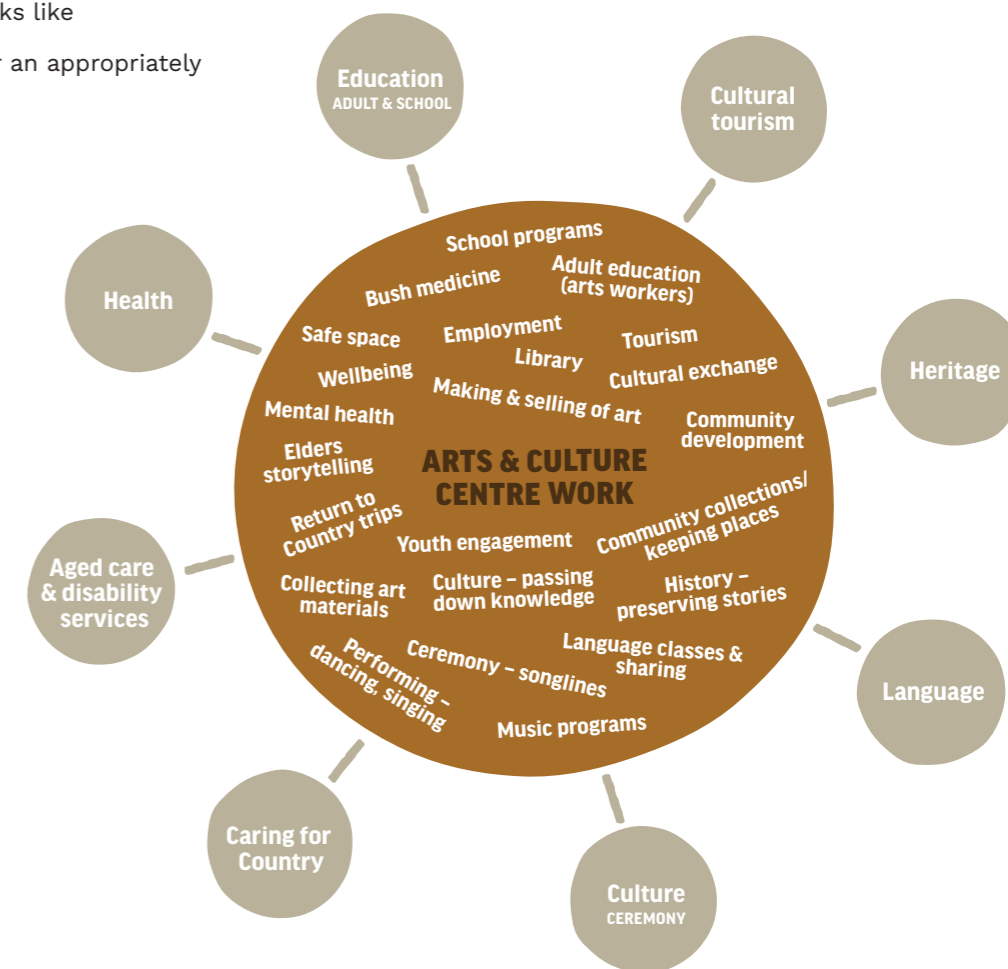 ks like
an appropriately
Education
ADULT & SCHOOL
Cultural
tourism
Health
Heritage
Aged care
& disability
services
Language
Caring for
Country
Culture
CEREMONY
School programs
Bush medicine
Adult education
(arts workers)
Safe space
Employment
Tourism
Library
Wellbeing
Cultural exchange
Making & selling of art
Mental health
Community
development
Elders
storytelling
ARTS & CULTURE
CENTRE WORK
Return to
Country trips
Community collections/
keeping places
Youth engagement
Collecting art
materials
Culture – passing
down knowledge
History –
preserving stories
Performing –
dancing, singing
Ceremony – songlines
Language classes &
sharing
Music programs